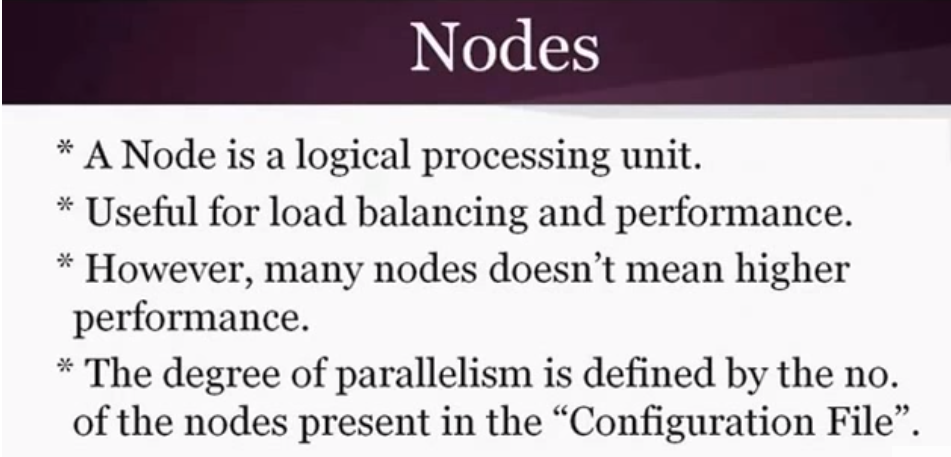 Nodes
* A Node is a logical processing unit.
* Useful for load balancing and performance.
* However, many nodes doesn’t mean higher
performance.
* The degree of parallelism is defined by the no.
of the nodes present in the “Configuration File”.